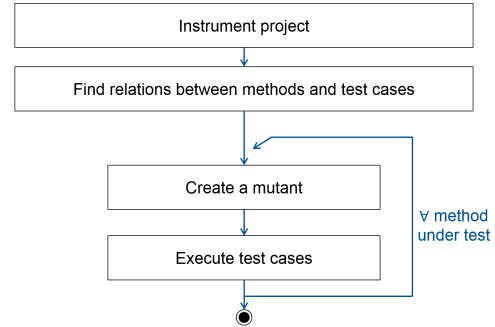 Instrument project
Find relations between methods and test cases
Create a mutant
∀ method
under test
Execute test cases